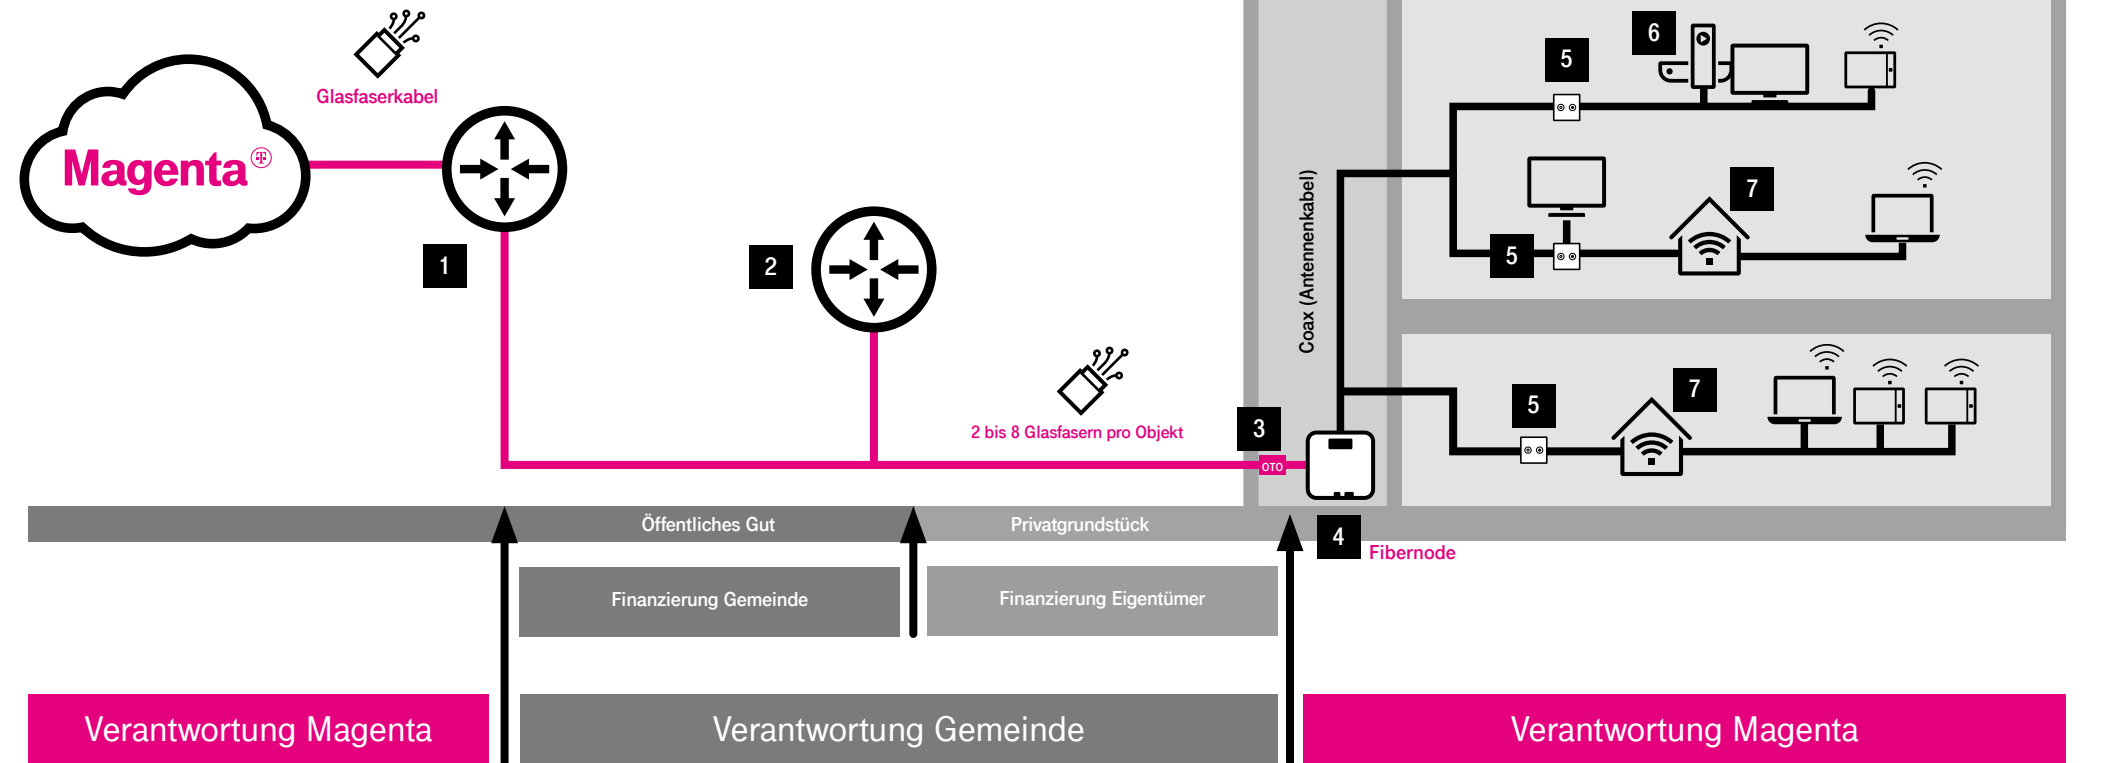 Glasfaserkabel
Magenta
T
1
2
2 bis 8 Glasfasern pro Objekt
3
OTO
Coax (Antennenkabel)
4
Fibernode
5
6
5
7
5
7
Öffentliches Gut
Privatgrundstück
Finanzierung Gemeinde
Finanzierung Eigentümer
Verantwortung Magenta
Verantwortung Gemeinde
Verantwortung Magenta